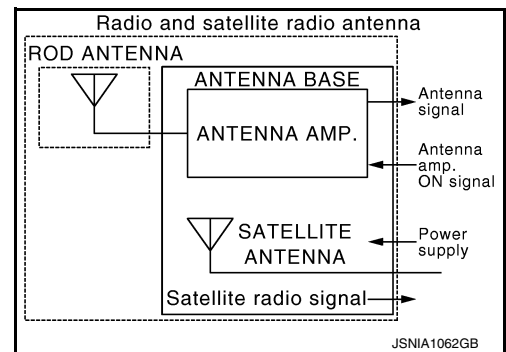 Radio and satellite radio antenna
ROD ANTENNA
ANTENNA BASE
ANTENNA AMP.
Antenna
signal
Antenna
amp.
ON signal
SATELLITE
ANTENNA
Power
supply
Satellite radio signal
JSNIA1062GB